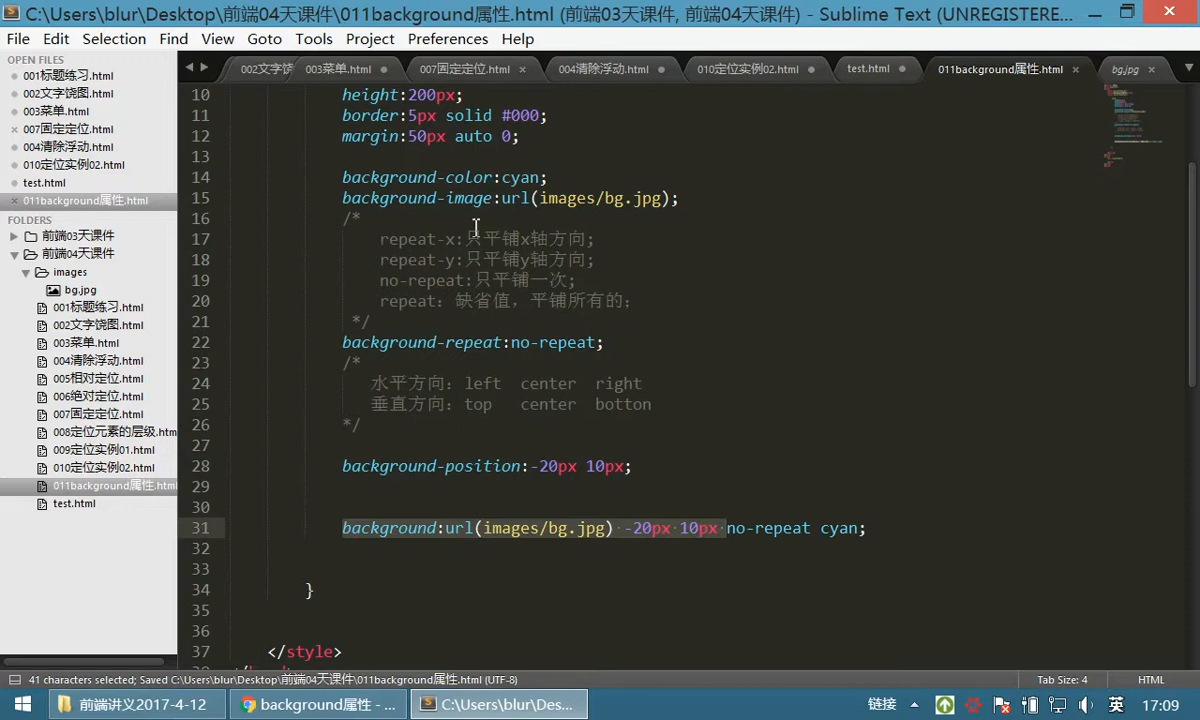 C:\Users\blur\Desktop\前端04天课件\011background属性.html (前端03天课件, 前端04天课件) - Sublime Text (UNREGISTERE...
File Edit Selection Find View Goto Tools Project Preferences Help
OPEN FILES
001标题练习.html
002文字饶图.html
003菜单.html
007固定定位.html
004清除浮动.html
010定位实例02.html
test.html
011background属性.html
FOLDERS
前端03天课件
前端04天课件
images
bg.jpg
001标题练习.html
002文字饶图.html
003菜单.html
004清除浮动.html
005相对定位.html
006绝对定位.html
007固定定位.html
008定位元素的层级.htm
009定位实例01.html
010定位实例02.html
011background属性.html
test.html
002文字饶 003菜单.html 007固定定位.html 004清除浮动.html 010定位实例02.html test.html 011background属性.html bg.jpg
10 height:200px;
11 border:5px solid #000;
12 margin:50px auto 0;
13
14 background-color:cyan;
15 background-image:url(images/bg.jpg);
16 /*
17 repeat-x:只平铺x轴方向;
18 repeat-y:只平铺y轴方向;
19 no-repeat:只平铺一次;
20 repeat: 缺省值，平铺所有的;
21 */
22 background-repeat:no-repeat;
23 /*
24 水平方向: left center right
25 垂直方向: top center botton
26 */
27
28 background-position:-20px 10px;
29
30
31 background:url(images/bg.jpg) -20px 10px no-repeat cyan;
32
33
34 }
35
36
37 </style>
41 characters selected; Saved C:\Users\blur\Desktop\前端04天课件\011background属性.html (UTF-8) Tab Size: 4 HTML
前端讲义2017-4-12 background属性 - ... C:\Users\blur\Des... 链接 英 17:09